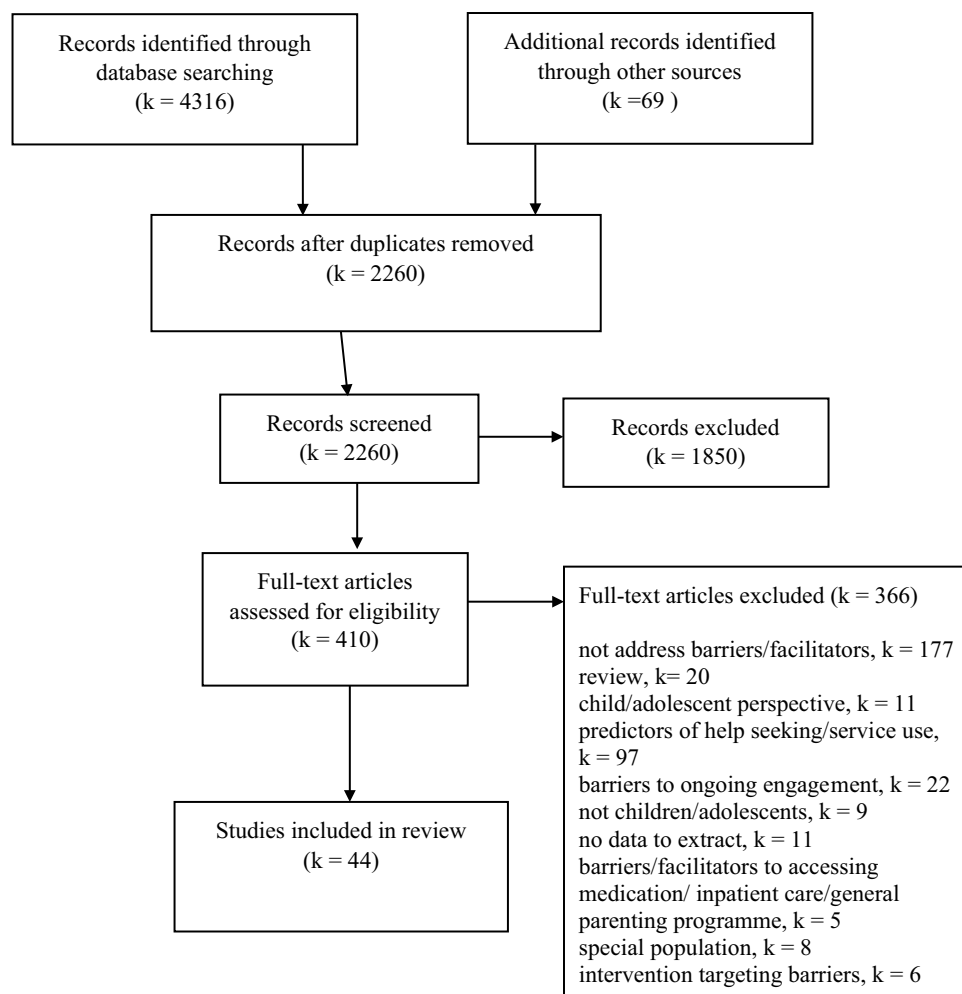 Records identified through
database searching
(k = 4316)
Additional records identified
through other sources
(k =69 )
Records after duplicates removed
(k = 2260)
Records screened
(k = 2260)
Records excluded
(k = 1850)
Full-text articles
assessed for eligibility
(k = 410)
Full-text articles excluded (k = 366)
not address barriers/facilitators, k = 177
review, k= 20
child/adolescent perspective, k = 11
predictors of help seeking/service use,
k = 97
barriers to ongoing engagement, k = 22
not children/adolescents, k = 9
no data to extract, k = 11
barriers/facilitators to accessing
medication/ inpatient care/general
parenting programme, k = 5
special population, k = 8
intervention targeting barriers, k = 6
Studies included in review
(k = 44)